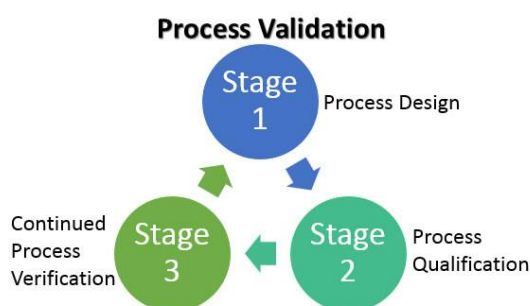 Process Validation
Stage
1
Process Design
Stage
2
Process
Qualification
Stage
3
Continued
Process
Verification